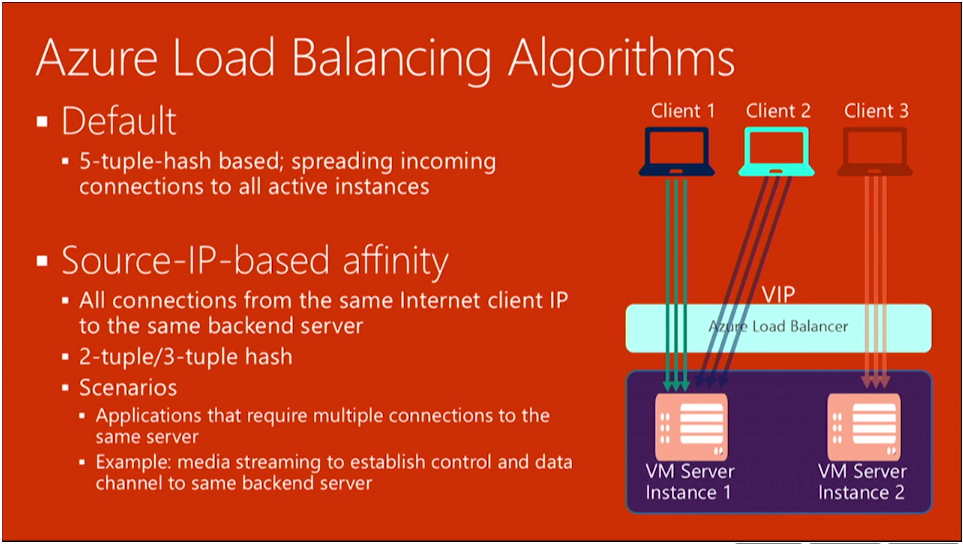 Azure Load Balancing Algorithms
Default
5-tuple-hash based; spreading incoming
connections to all active instances
Source-IP-based affinity
All connections from the same Internet client IP
to the same backend server
2-tuple/3-tuple hash
Scenarios
Applications that require multiple connections to the
same server
Example: media streaming to establish control and data
channel to same backend server
Client 1
Client 2
Client 3
VIP
Azure Load Balancer
IP
IP
VM Server
Instance 1
VM Server
Instance 2